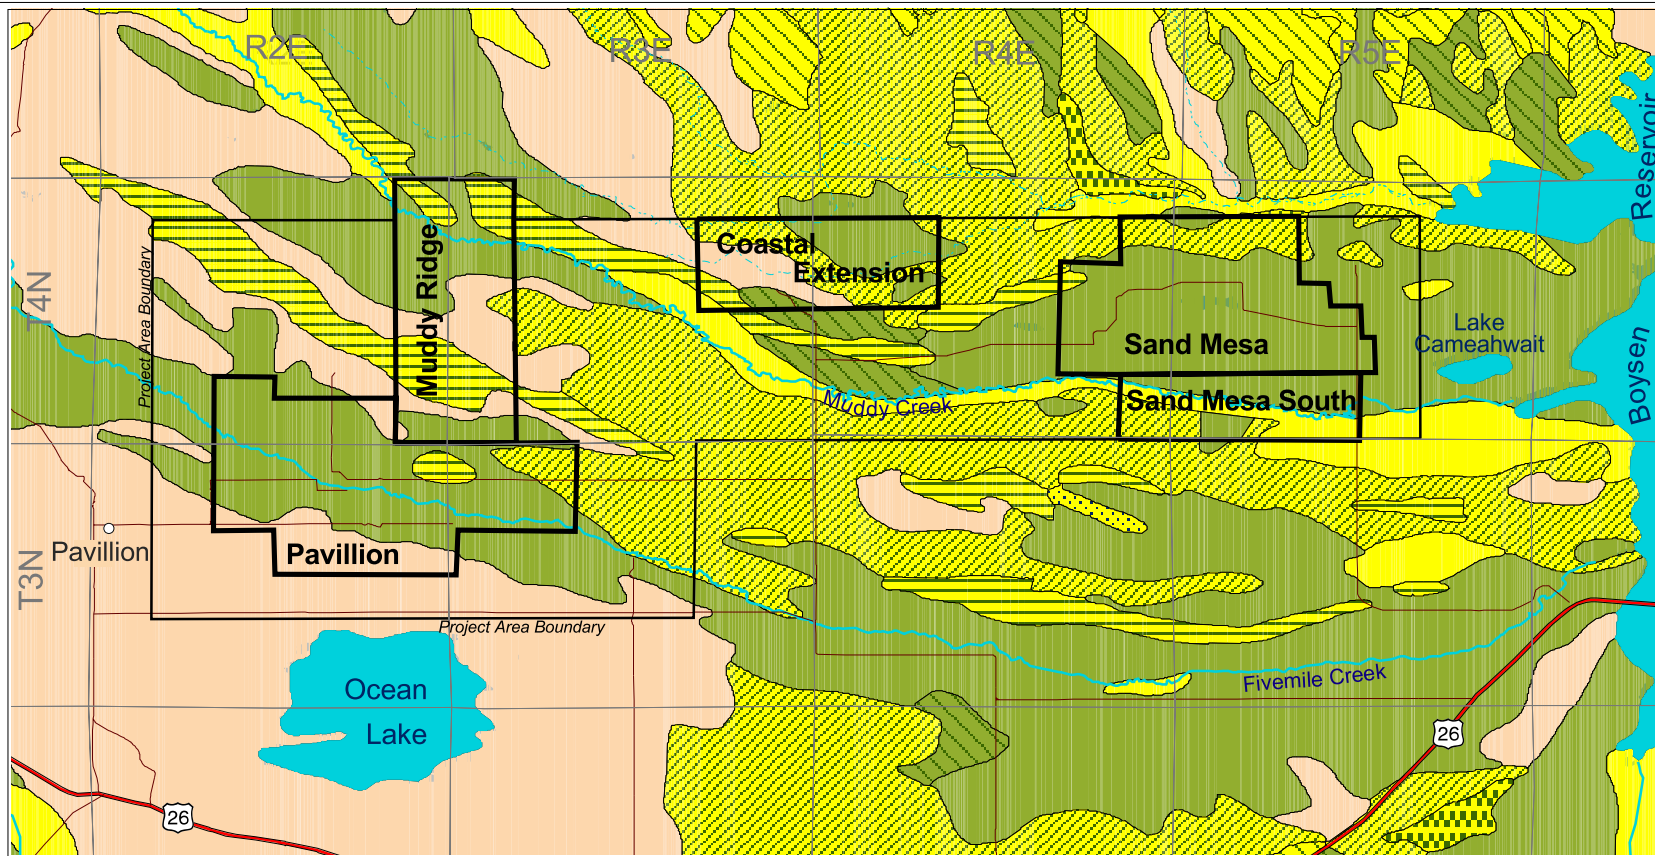 R2E
R3E
R4E
R5E
Reservoir
Boysen
T4N
Project Area Boundary
Muddy Ridge
Coastal
Extension
Sand Mesa
Lake
Cameahwait
Muddy Creek
Sand Mesa South
T3N
Pavillion
Pavillion
Project Area Boundary
Ocean
Lake
Fivemile Creek
26
26